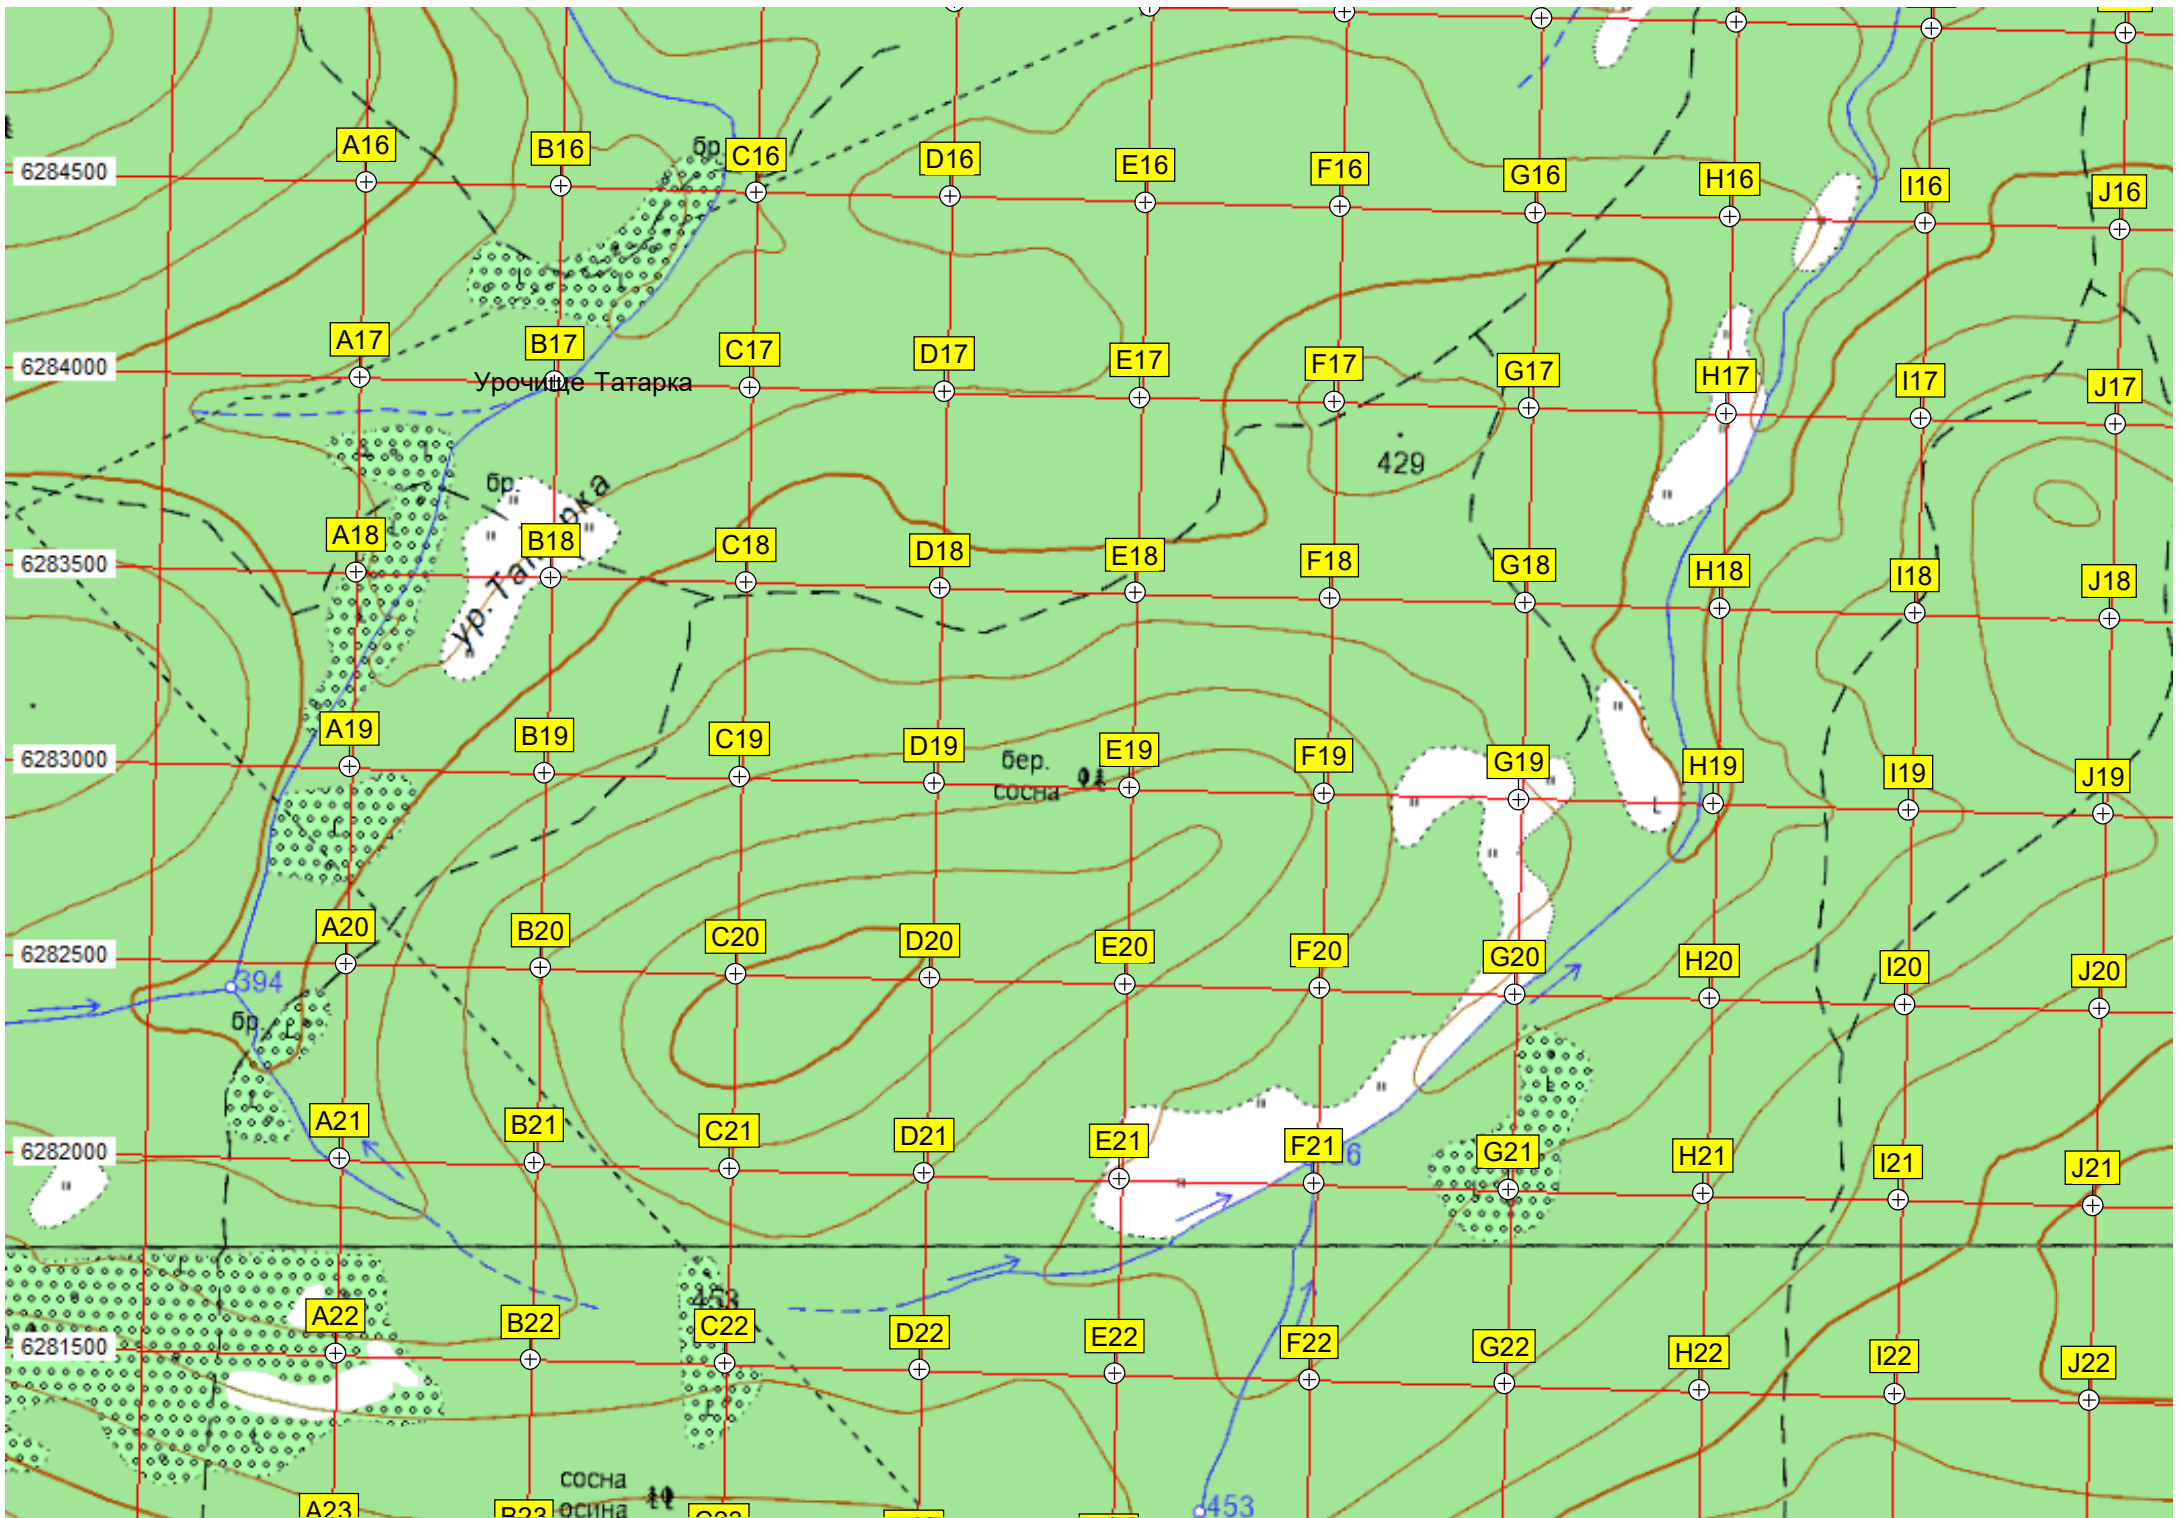 бр.
A16 B16 C16 D16 E16 F16 G16 H16 I16 J16
6284500
A17 B17 C17 D17 E17 F17 G17 H17 I17 J17
6284000
Урочище Татарка
429
бр.
ур. Татарка
A18 B18 C18 D18 E18 F18 G18 H18 I18 J18
6283500
A19 B19 C19 D19 E19 F19 G19 H19 I19 J19
6283000
бер.
сосна
A20 B20 C20 D20 E20 F20 G20 H20 I20 J20
6282500
394
бр.
A21 B21 C21 D21 E21 F21 G21 H21 I21 J21
6282000
453
A22 B22 C22 D22 E22 F22 G22 H22 I22 J22
6281500
сосна
осина
A23 B23 C23
453